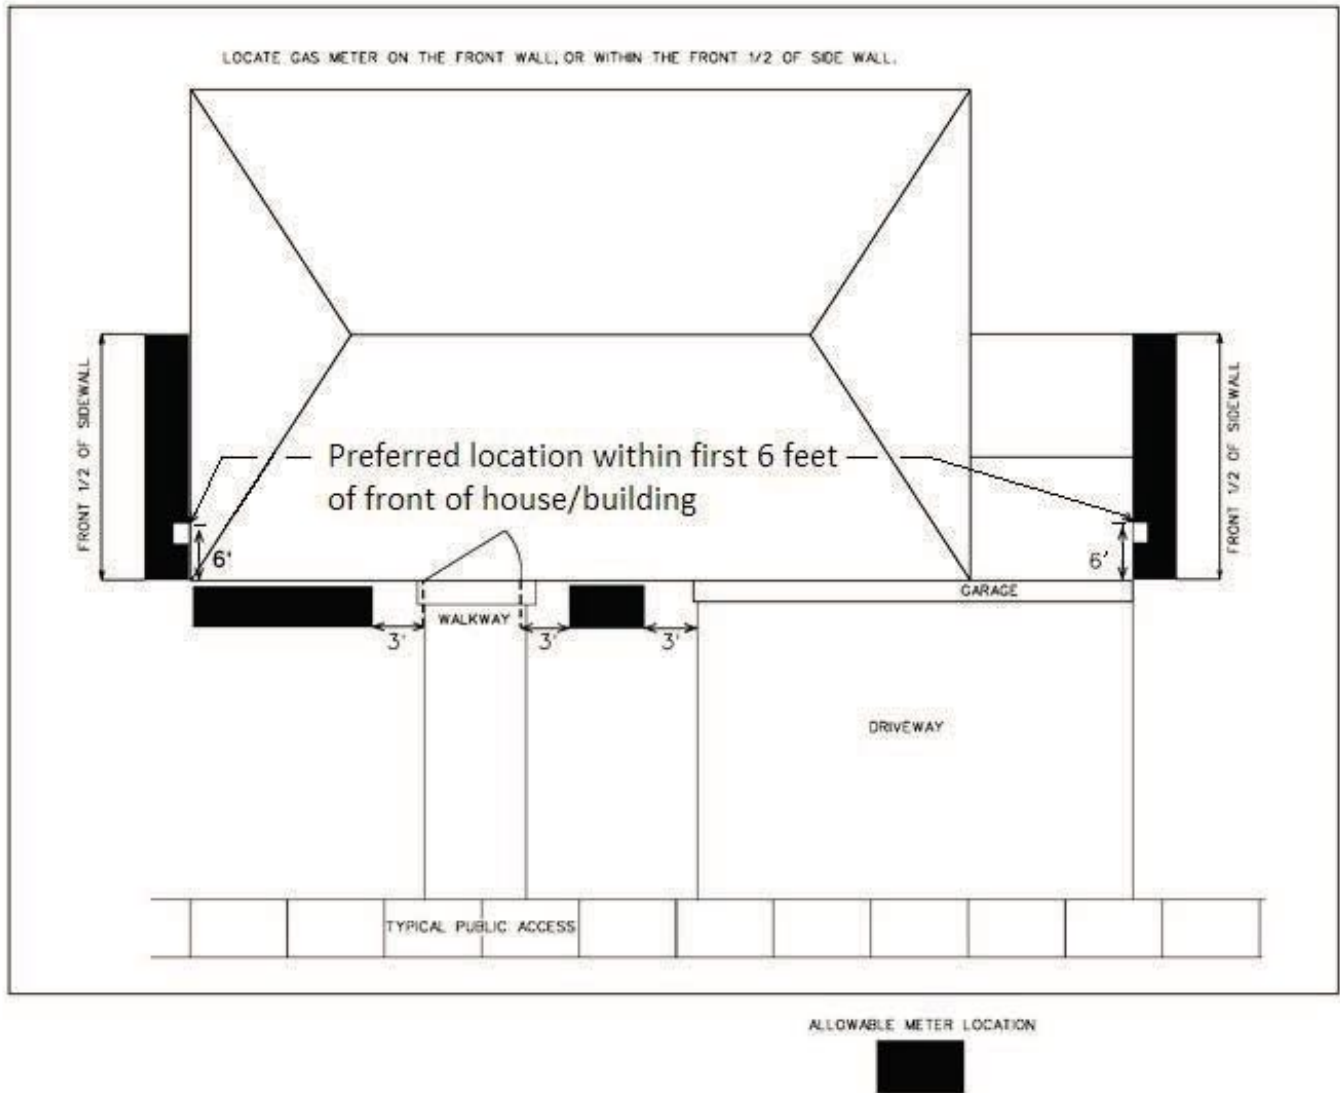 LOCATE GAS METER ON THE FRONT WALL, OR WITHIN THE FRONT 1/2 OF SIDE WALL.
FRONT 1/2 OF SIDEWALL
FRONT 1/2 OF SIDEWALL
Preferred location within first 6 feet
of front of house/building
6'
6'
GARAGE
WALKWAY
3'
3'
3'
DRIVEWAY
TYPICAL PUBLIC ACCESS
ALLOWABLE METER LOCATION